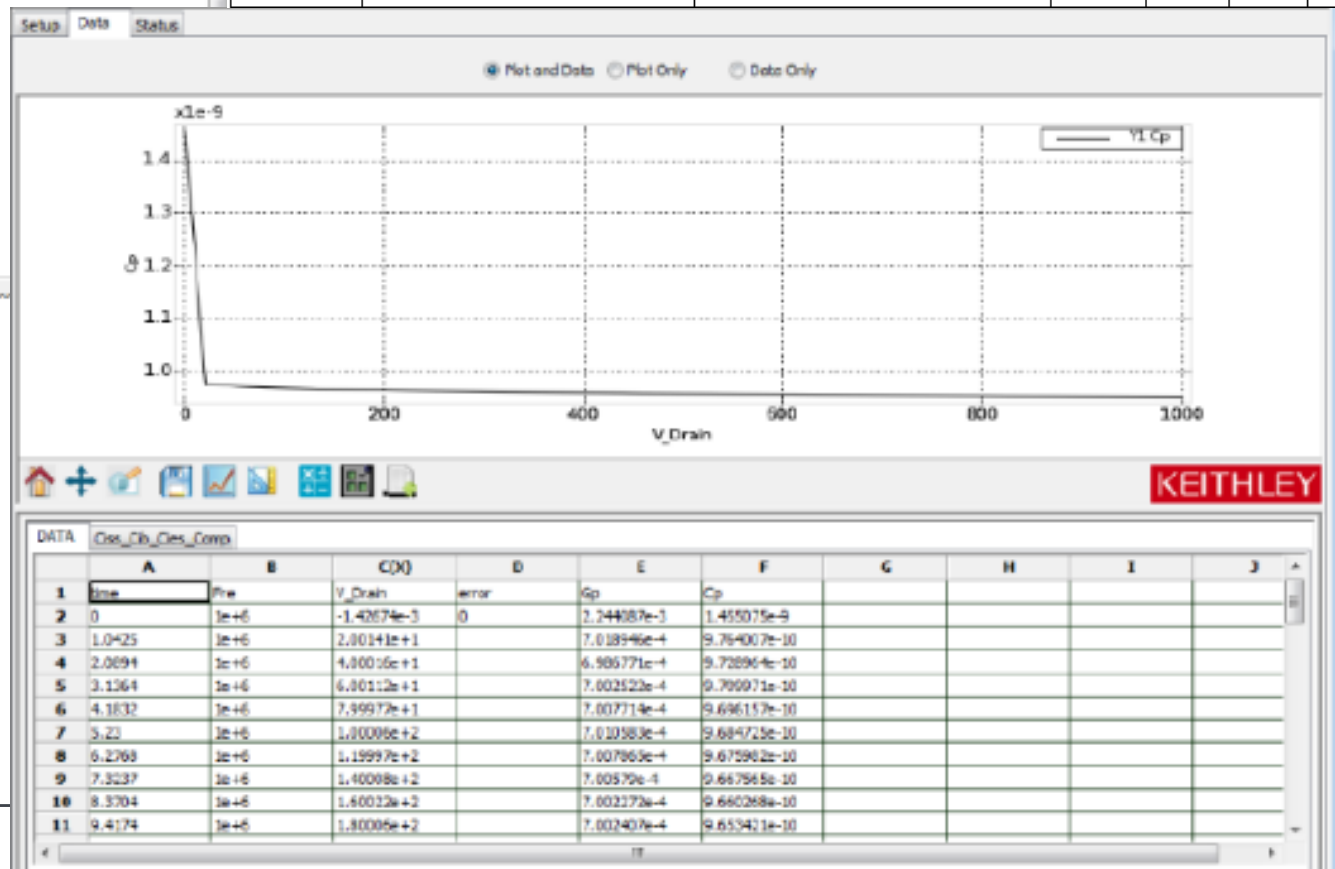 Setup Data Status
Plot and Data Plot Only Data Only
x1e-9
Y1 Cp
1.4
1.3
Cp
1.2
1.1
1.0
0 200 400 600 800 1000
V_Drain
KEITHLEY
DATA Ciss_Cib_Cies_Comp
A B C(X) D E F G H I J
1 time Fre V_Drain error Gp Cp
2 0 1e+6 -1.42674e-3 0 2.244087e-3 1.455075e-9
3 1.0425 1e+6 2.00141e+1 7.018946e-4 9.764007e-10
4 2.0894 1e+6 4.00016e+1 6.986771e-4 9.728964e-10
5 3.1364 1e+6 6.00112e+1 7.002522e-4 9.709971e-10
6 4.1832 1e+6 7.99977e+1 7.007714e-4 9.696157e-10
7 5.23 1e+6 1.00006e+2 7.010583e-4 9.684725e-10
8 6.2768 1e+6 1.19997e+2 7.007865e-4 9.675982e-10
9 7.3237 1e+6 1.40008e+2 7.00579e-4 9.667565e-10
10 8.3704 1e+6 1.60022e+2 7.002272e-4 9.660268e-10
11 9.4174 1e+6 1.80006e+2 7.002407e-4 9.653421e-10